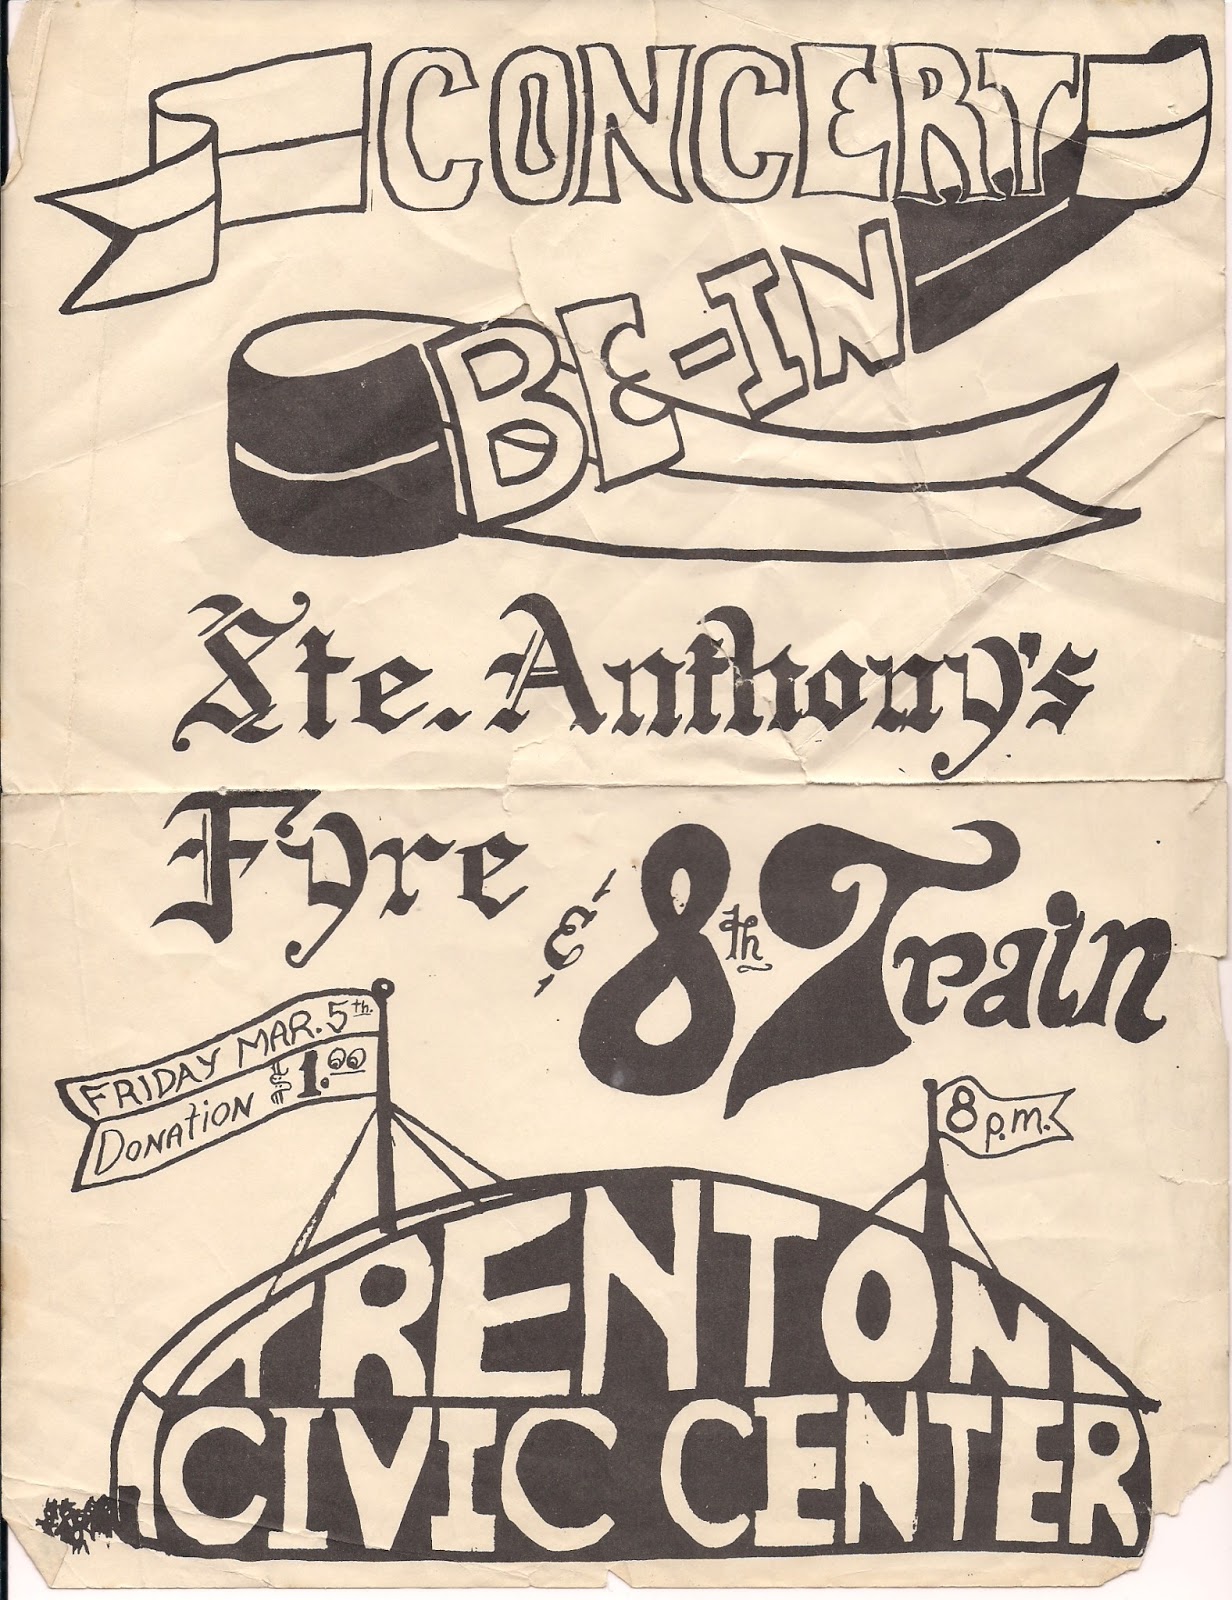 CONCERT
BE-IN
Ste. Anthony's
Fyre & 8th Train
FRIDAY MAR. 5th.
DONATION $1.00
8 p.m.
TRENTON
CIVIC CENTER